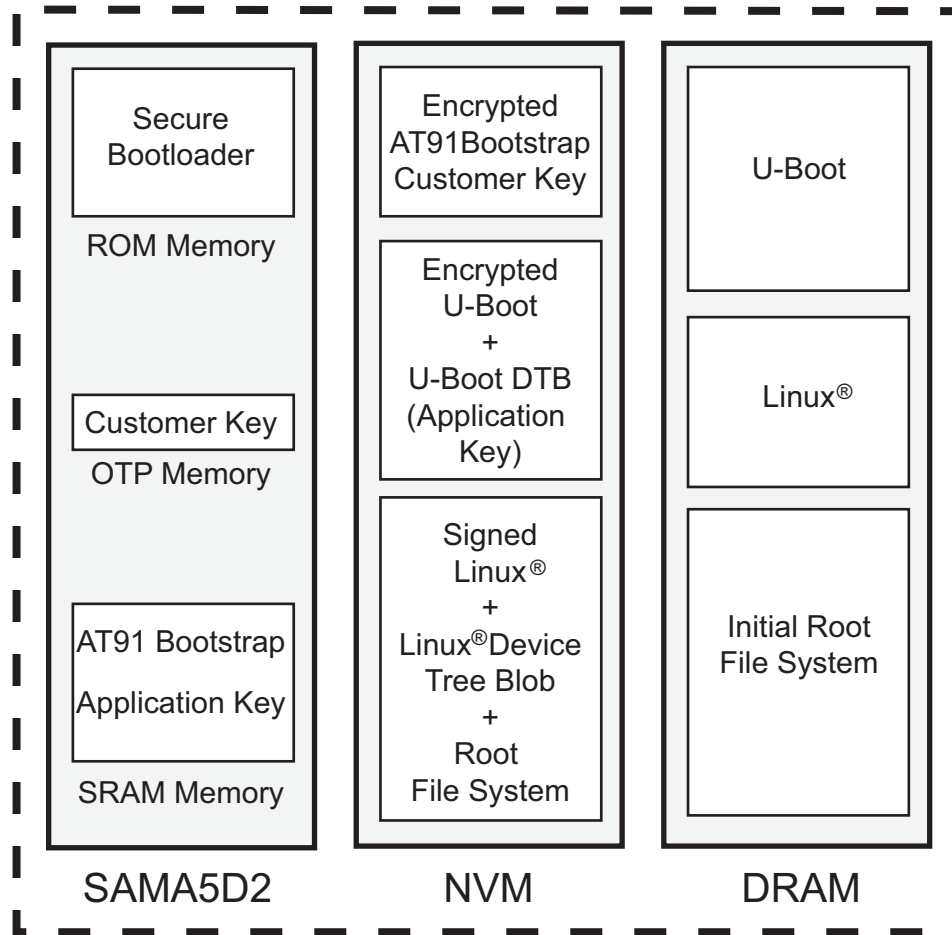 Secure
Bootloader
ROM Memory
Customer Key
OTP Memory
AT91 Bootstrap
Application Key
SRAM Memory
SAMA5D2
Encrypted
AT91Bootstrap
Customer Key
Encrypted
U-Boot
+
U-Boot DTB
(Application
Key)
Signed
Linux®
+
Linux®Device
Tree Blob
+
Root
File System
NVM
U-Boot
Linux®
Initial Root
File System
DRAM